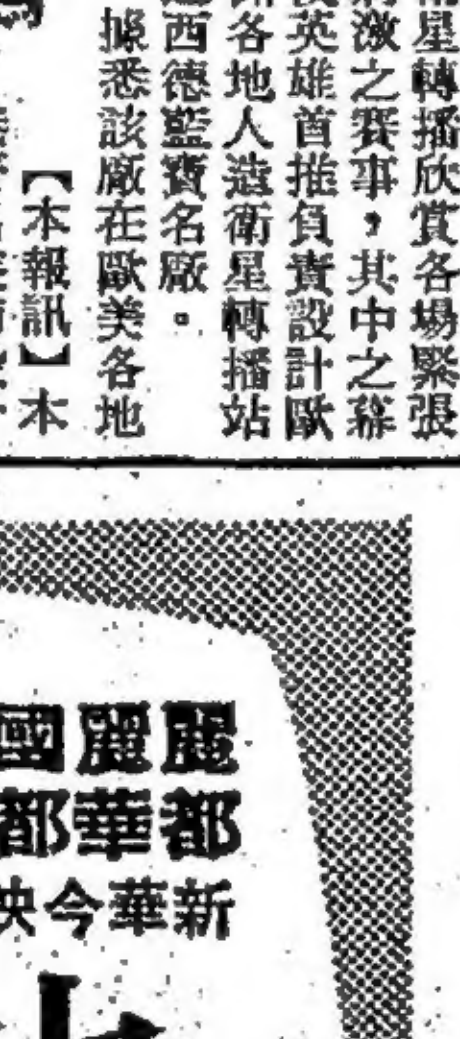 星轉播欣賞各場緊張
激之賽事，其中之幕
英雄首推負責設計歐
各地人造衛星轉播站
西德藍寶名廠。
據悉該廠在歐美各地
【本報訊】本
麗都
麗華
國都
新華今映